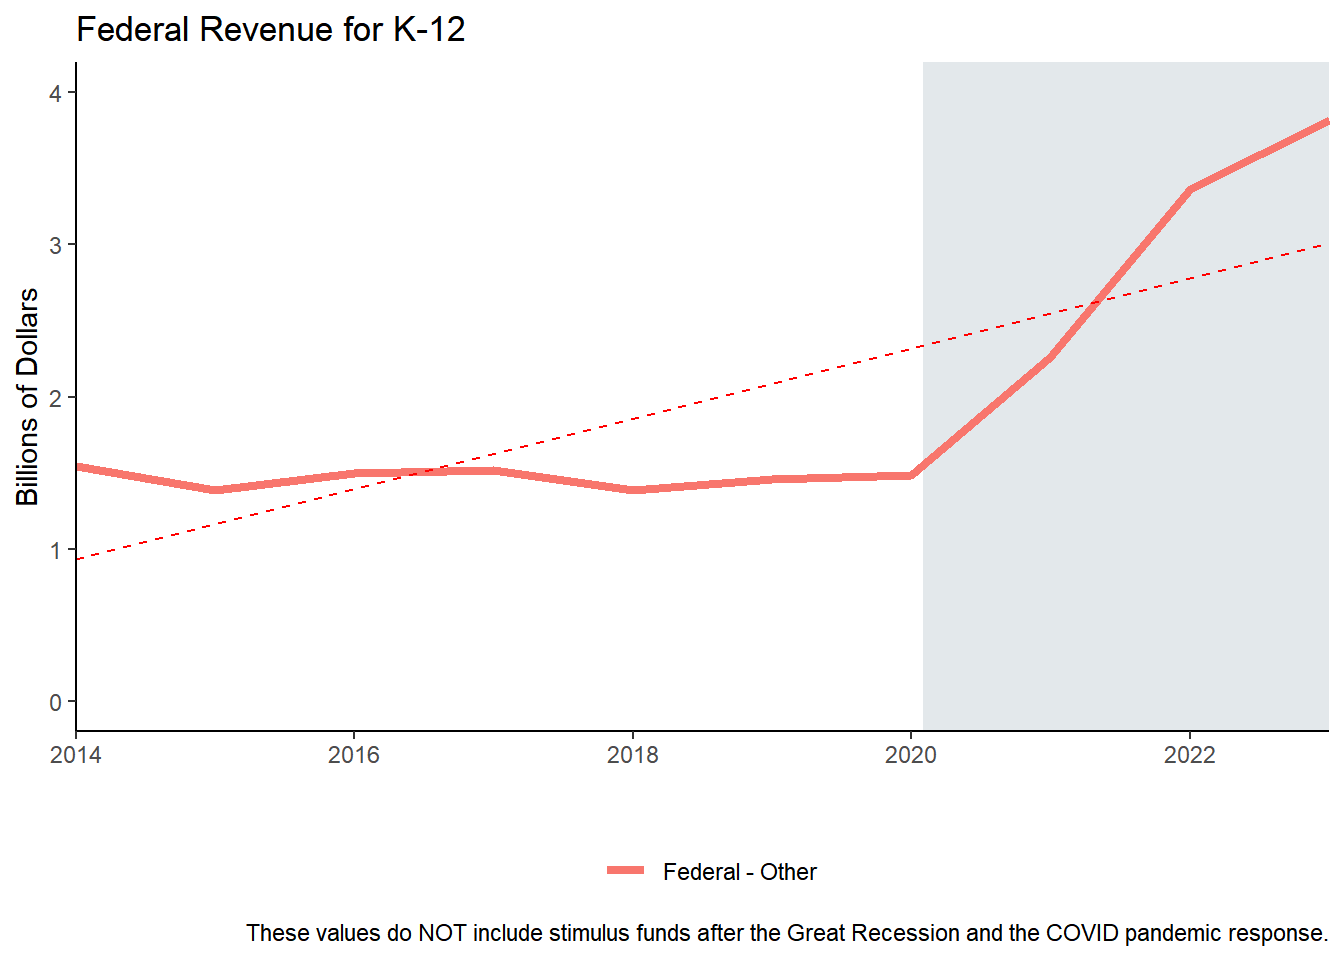 Federal Revenue for K-12
Billions of Dollars
4
3
2
1
0
2014 2016 2018 2020 2022
Federal - Other
These values do NOT include stimulus funds after the Great Recession and the COVID pandemic response.